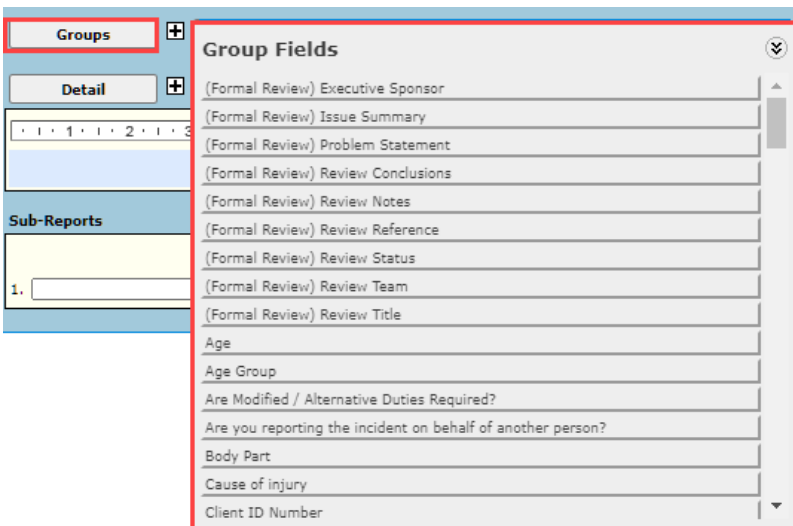 Groups
Group Fields
Detail
(Formal Review) Executive Sponsor
(Formal Review) Issue Summary
1 2 3
(Formal Review) Problem Statement
(Formal Review) Review Conclusions
(Formal Review) Review Notes
Sub-Reports
(Formal Review) Review Reference
(Formal Review) Review Status
1.
(Formal Review) Review Team
(Formal Review) Review Title
Age
Age Group
Are Modified / Alternative Duties Required?
Are you reporting the incident on behalf of another person?
Body Part
Cause of injury
Client ID Number